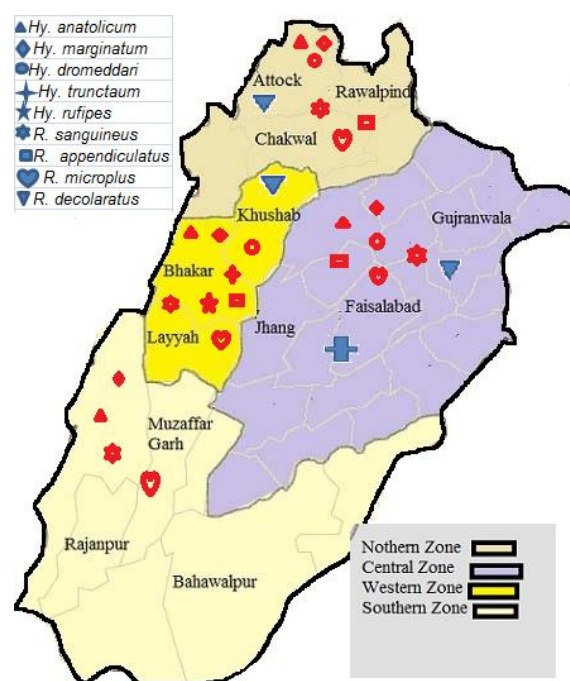 Hy. anatolicum
Hy. marginatum
Hy. dromeddari
Hy. trunctaum
Hy. rufipes
R. sanguineus
R. appendiculatus
R. microplus
R. decolaratus
Attock
Rawalpind
Chakwal
Khushab
Gujranwala
Bhakar
Faisalabad
Jhang
Layyah
Muzaffar
Garh
Rajanpur
Bahawalpur
Nothern Zone
Central Zone
Western Zone
Southern Zone